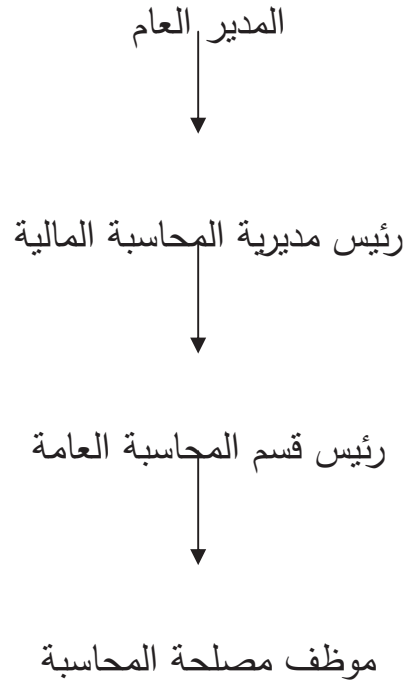 المدير العام
رئيس مديرية المحاسبة المالية
رئيس قسم المحاسبة العامة
موظف مصلحة المحاسبة